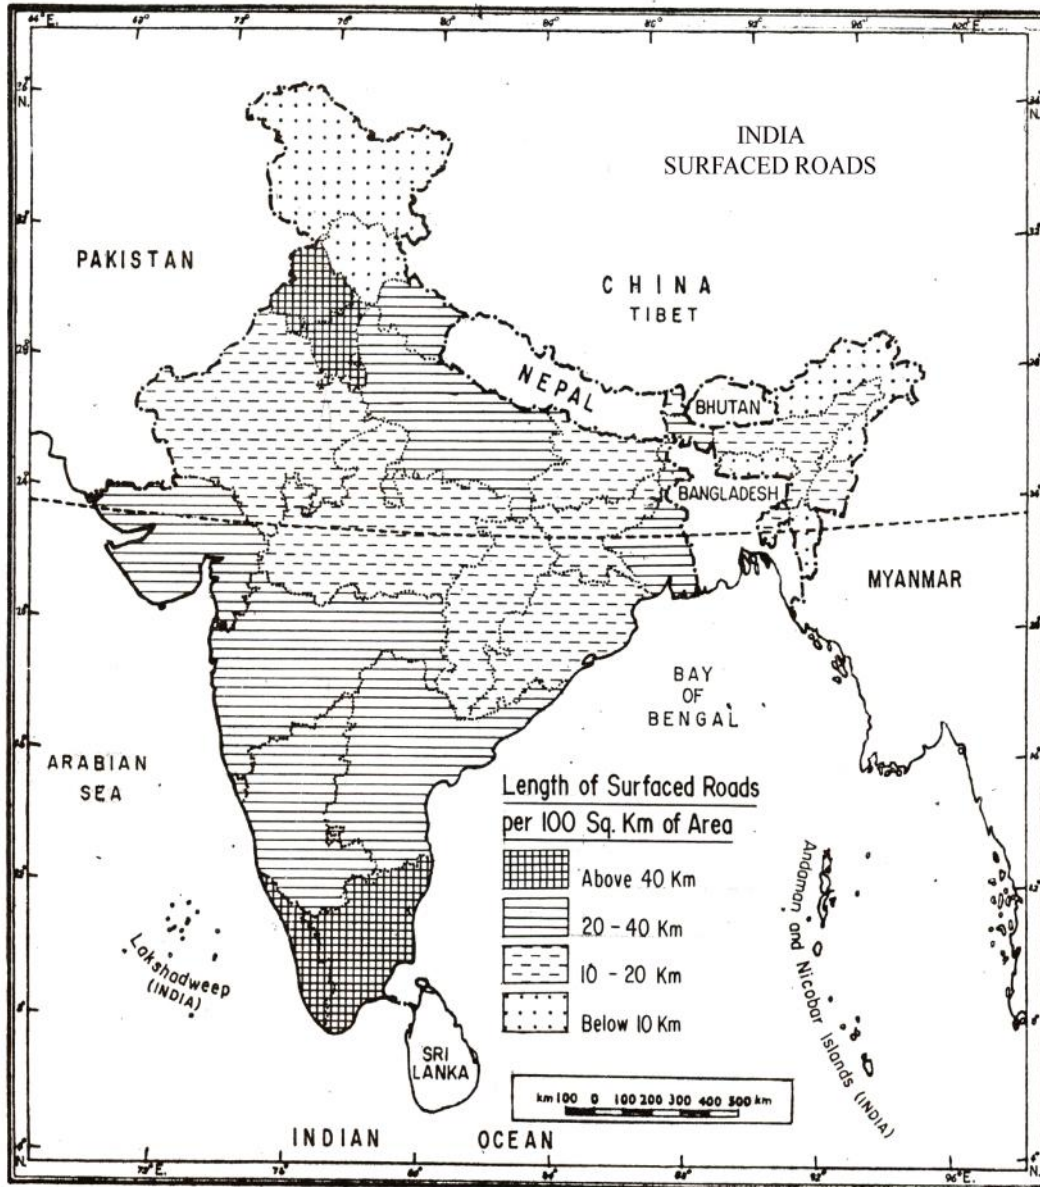 INDIA
SURFACED ROADS
PAKISTAN
CHINA
TIBET
NEPAL
BHUTAN
BANGLADESH
MYANMAR
BAY
OF
BENGAL
ARABIAN
SEA
Length of Surfaced Roads
per 100 Sq. Km of Area
Above 40 Km
20 - 40 Km
10 - 20 Km
Below 10 Km
Lakshadweep
(INDIA)
Andaman and Nicobar Islands (INDIA)
SRI
LANKA
km 100 0 100 200 300 400 500 km
INDIAN OCEAN